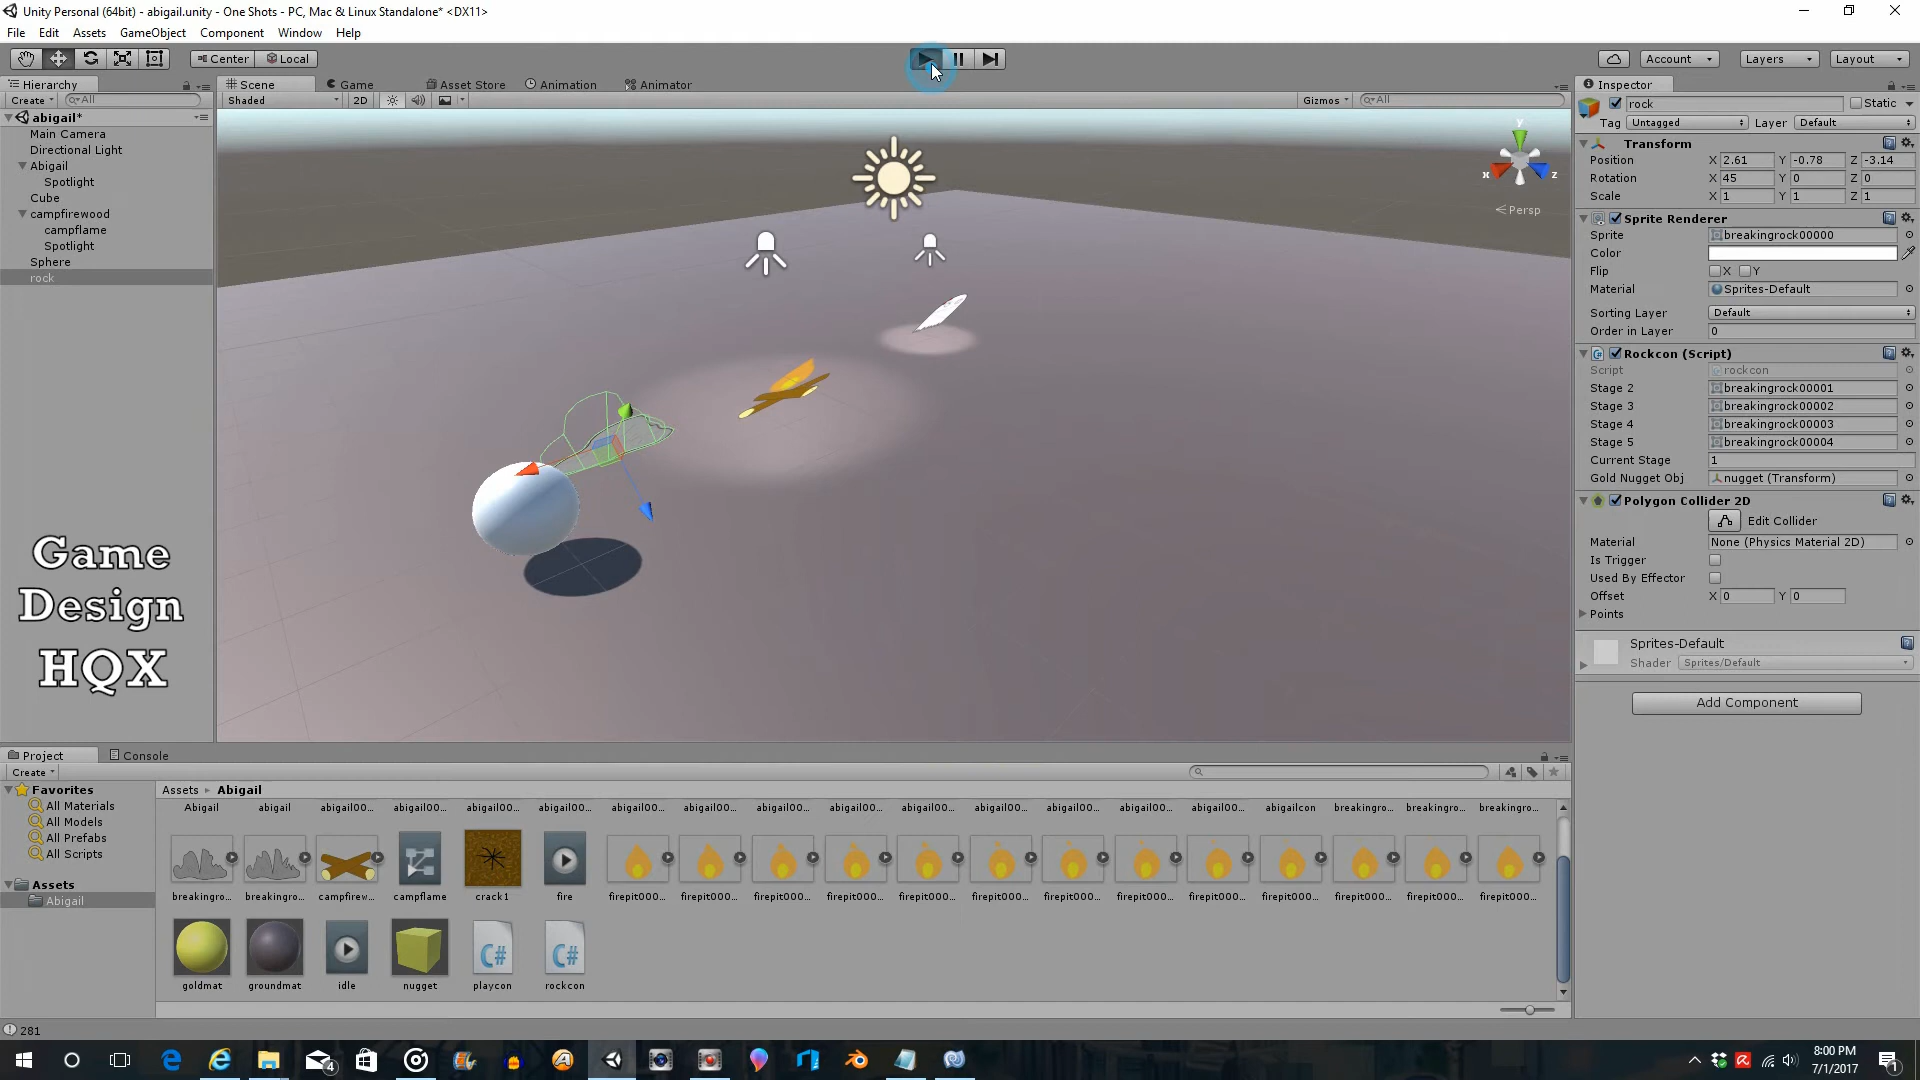 Unity Personal (64bit) - abigail.unity - One Shots - PC, Mac & Linux Standalone* <DX11>
File Edit Assets GameObject Component Window Help
Center Local
Account Layers Layout
Hierarchy
Create All
abigail*
Main Camera
Directional Light
Abigail
Spotlight
Cube
campfirewood
campflame
Spotlight
Sphere
rock
Game
Design
HQX
Scene Game Asset Store Animation Animator
Shaded 2D Gizmos All
y
x z
Persp
Inspector
rock Static
Tag Untagged Layer Default
Transform
Position X 2.61 Y -0.78 Z -3.14
Rotation X 45 Y 0 Z 0
Scale X 1 Y 1 Z 1
Sprite Renderer
Sprite breakingrock00000
Color
Flip X Y
Material Sprites-Default
Sorting Layer Default
Order in Layer 0
Rockcon (Script)
Script rockcon
Stage 2 breakingrock00001
Stage 3 breakingrock00002
Stage 4 breakingrock00003
Stage 5 breakingrock00004
Current Stage 1
Gold Nugget Obj nugget (Transform)
Polygon Collider 2D
Edit Collider
Material None (Physics Material 2D)
Is Trigger
Used By Effector
Offset X 0 Y 0
Points
Sprites-Default
Shader Sprites/Default
Add Component
Project Console
Create
Favorites
All Materials
All Models
All Prefabs
All Scripts
Assets
Abigail
Assets Abigail
Abigail abigail abigail00... abigail00... abigail00... abigail00... abigail00... abigail00... abigail00... abigail00... abigail00... abigail00... abigail00... abigail00... abigail00... abigailcon breakingro... breakingro... breakingro...
breakingro... breakingro... campfirew... campflame crack1 fire firepit000... firepit000... firepit000... firepit000... firepit000... firepit000... firepit000... firepit000... firepit000... firepit000... firepit000... firepit000... firepit000...
C# C#
goldmat groundmat idle nugget playcon rockcon
281
4
8:00 PM
7/1/2017
1